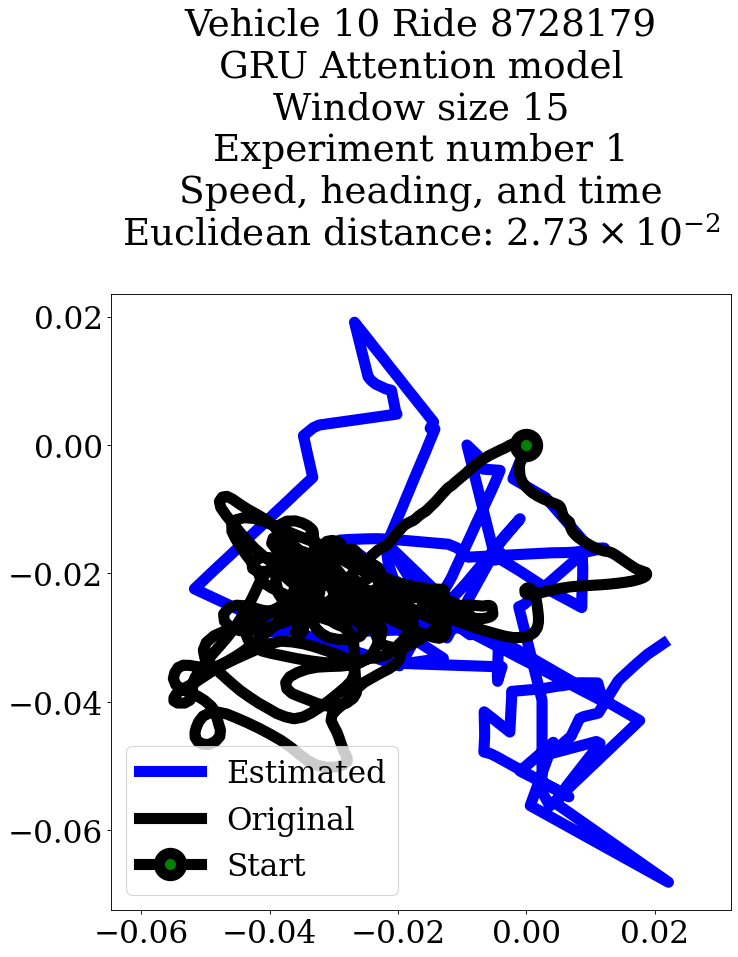 Vehicle 10 Ride 8728179
GRU Attention model
Window size 15
Experiment number 1
Speed, heading, and time
Euclidean distance: 2.73 × 10⁻²
0.02
0.00
−0.02
−0.04
−0.06
Estimated
Original
Start
−0.06 −0.04 −0.02 0.00 0.02